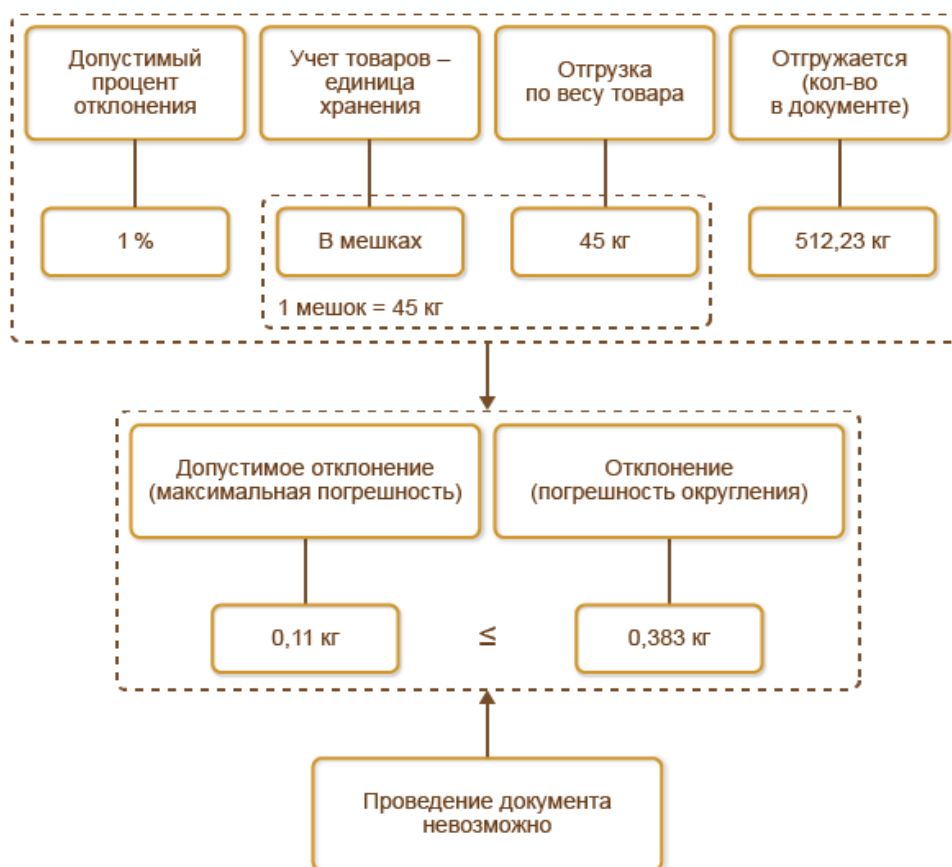 Допустимый
процент
отклонения
Учет товаров –
единица
хранения
Отгрузка
по весу товара
Отгружается
(кол-во
в документе)
1 %
В мешках
45 кг
512,23 кг
1 мешок = 45 кг
Допустимое отклонение
(максимальная погрешность)
Отклонение
(погрешность округления)
0,11 кг
≤
0,383 кг
Проведение документа
невозможно